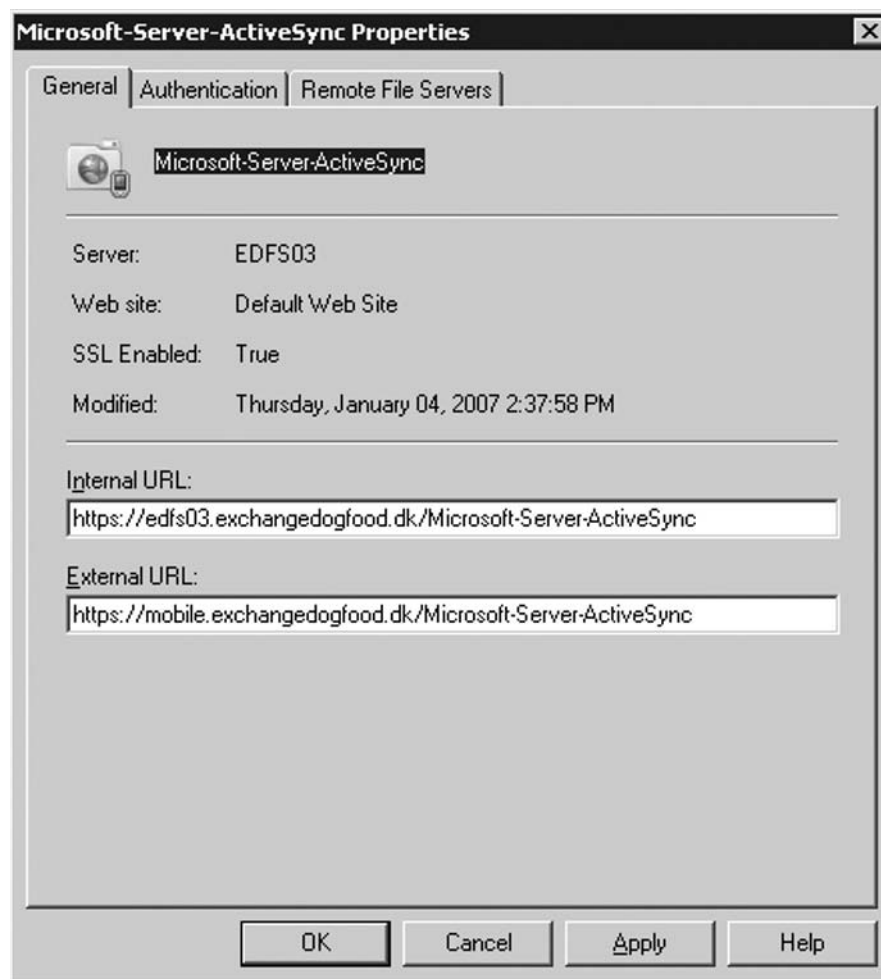 Microsoft-Server-ActiveSync Properties
General Authentication Remote File Servers
Microsoft-Server-ActiveSync
Server: EDFS03
Web site: Default Web Site
SSL Enabled: True
Modified: Thursday, January 04, 2007 2:37:58 PM
Internal URL:
https://edfs03.exchangedogfood.dk/Microsoft-Server-ActiveSync
External URL:
https://mobile.exchangedogfood.dk/Microsoft-Server-ActiveSync
OK Cancel Apply Help